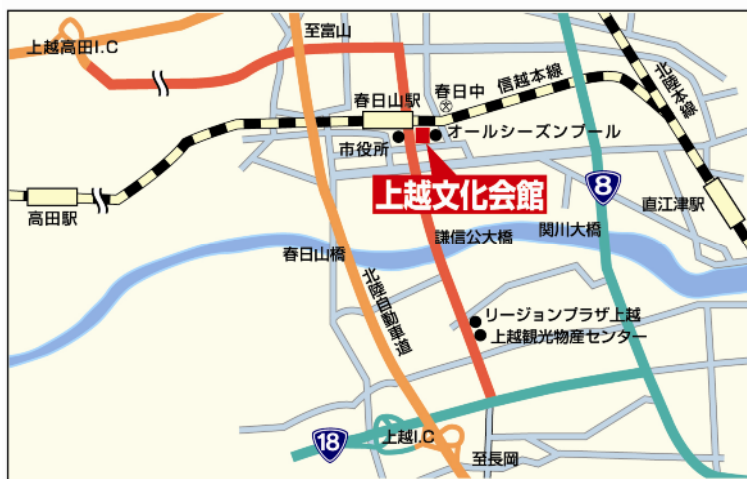 上越高田I.C
至富山
春日山駅
春日中
信越本線
北陸本線
市役所
オールシーズンプール
上越文化会館
8
高田駅
直江津駅
春日山橋
謙信公大橋
関川大橋
北陸自動車道
リージョンプラザ上越
上越観光物産センター
18
上越I.C
至長岡